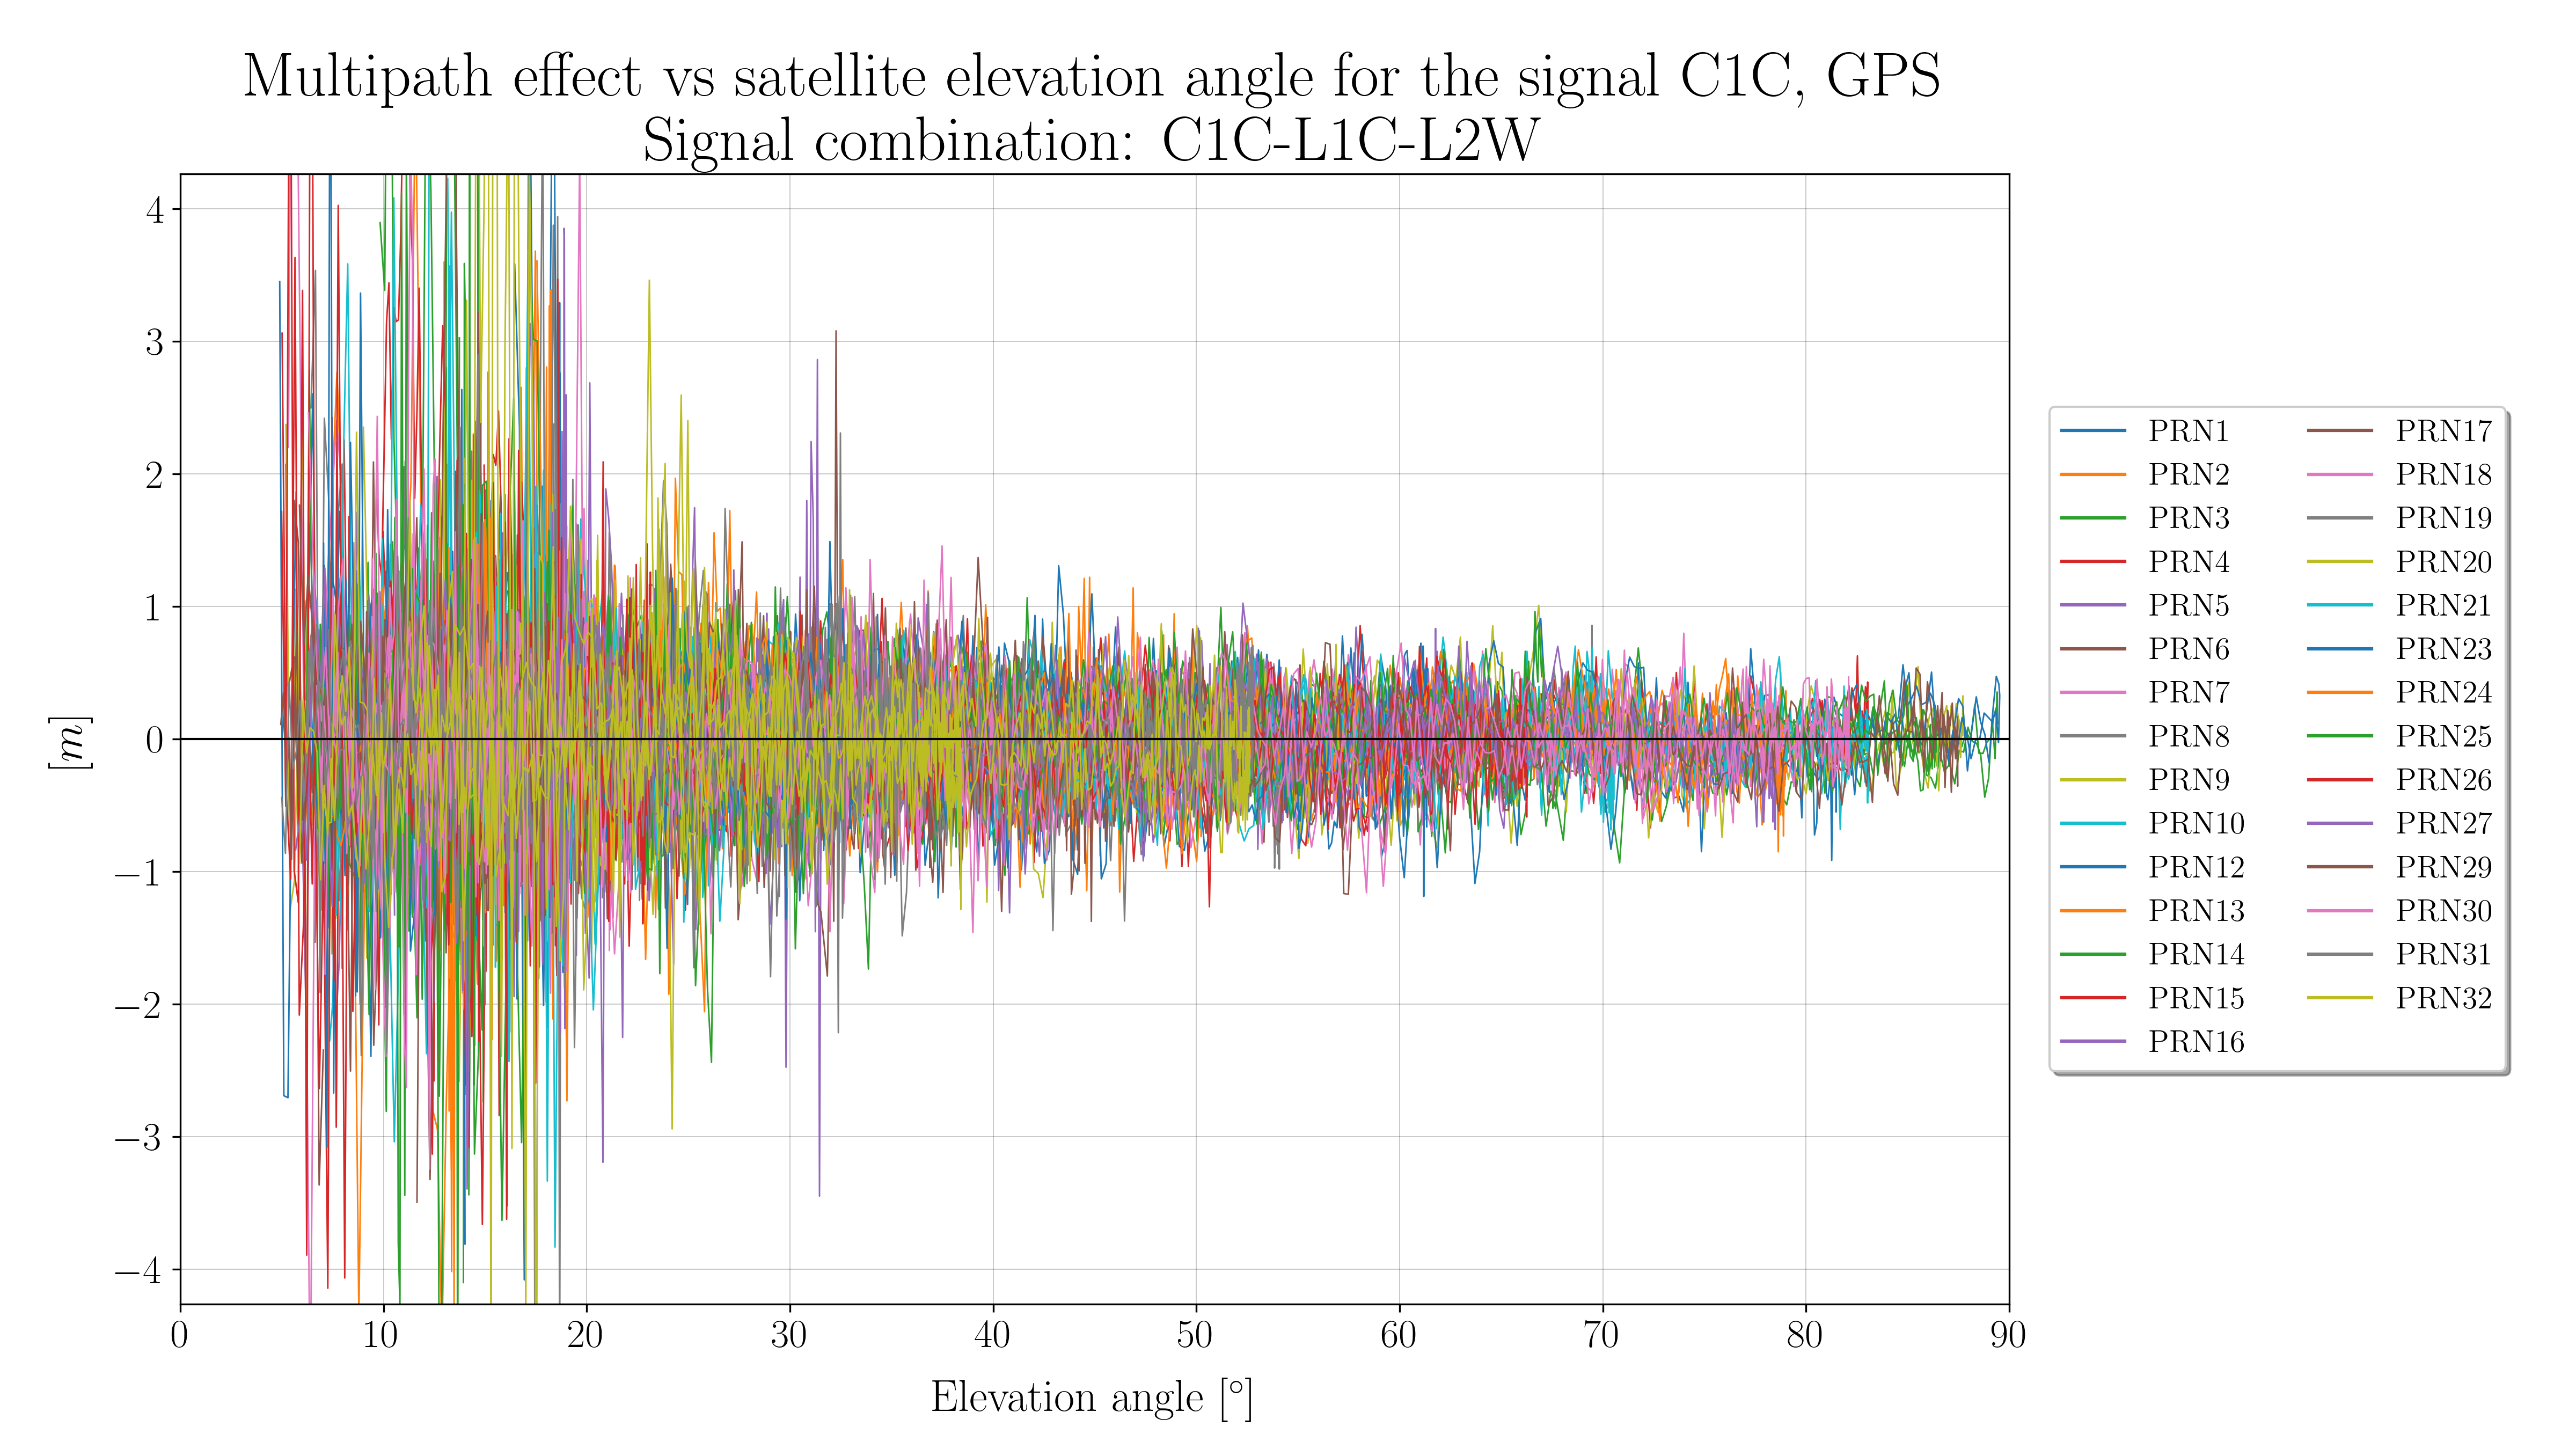 Multipath effect vs satellite elevation angle for the signal C1C, GPS
Signal combination: C1C-L1C-L2W
[m]
4
3
2
1
0
−1
−2
−3
−4
0 10 20 30 40 50 60 70 80 90
Elevation angle [°]
PRN1
PRN2
PRN3
PRN4
PRN5
PRN6
PRN7
PRN8
PRN9
PRN10
PRN12
PRN13
PRN14
PRN15
PRN16
PRN17
PRN18
PRN19
PRN20
PRN21
PRN23
PRN24
PRN25
PRN26
PRN27
PRN29
PRN30
PRN31
PRN32